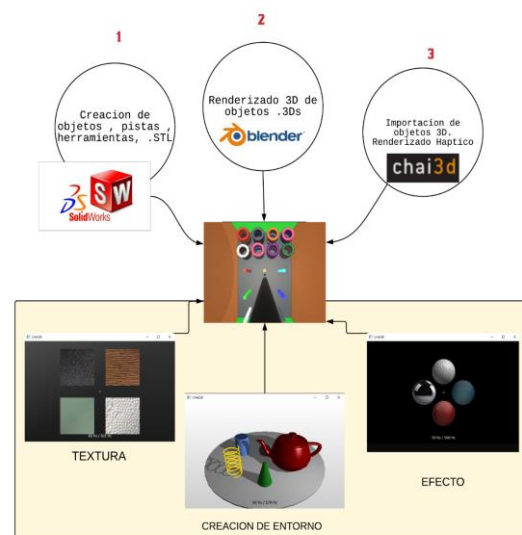 1
2
3
Creacion de
objetos , pistas ,
herramientas, .STL
SolidWorks
Renderizado 3D de
objetos .3Ds
blender
Importacion de
objetos 3D.
Renderizado Haptico
chai3d
TEXTURA
CREACION DE ENTORNO
EFECTO